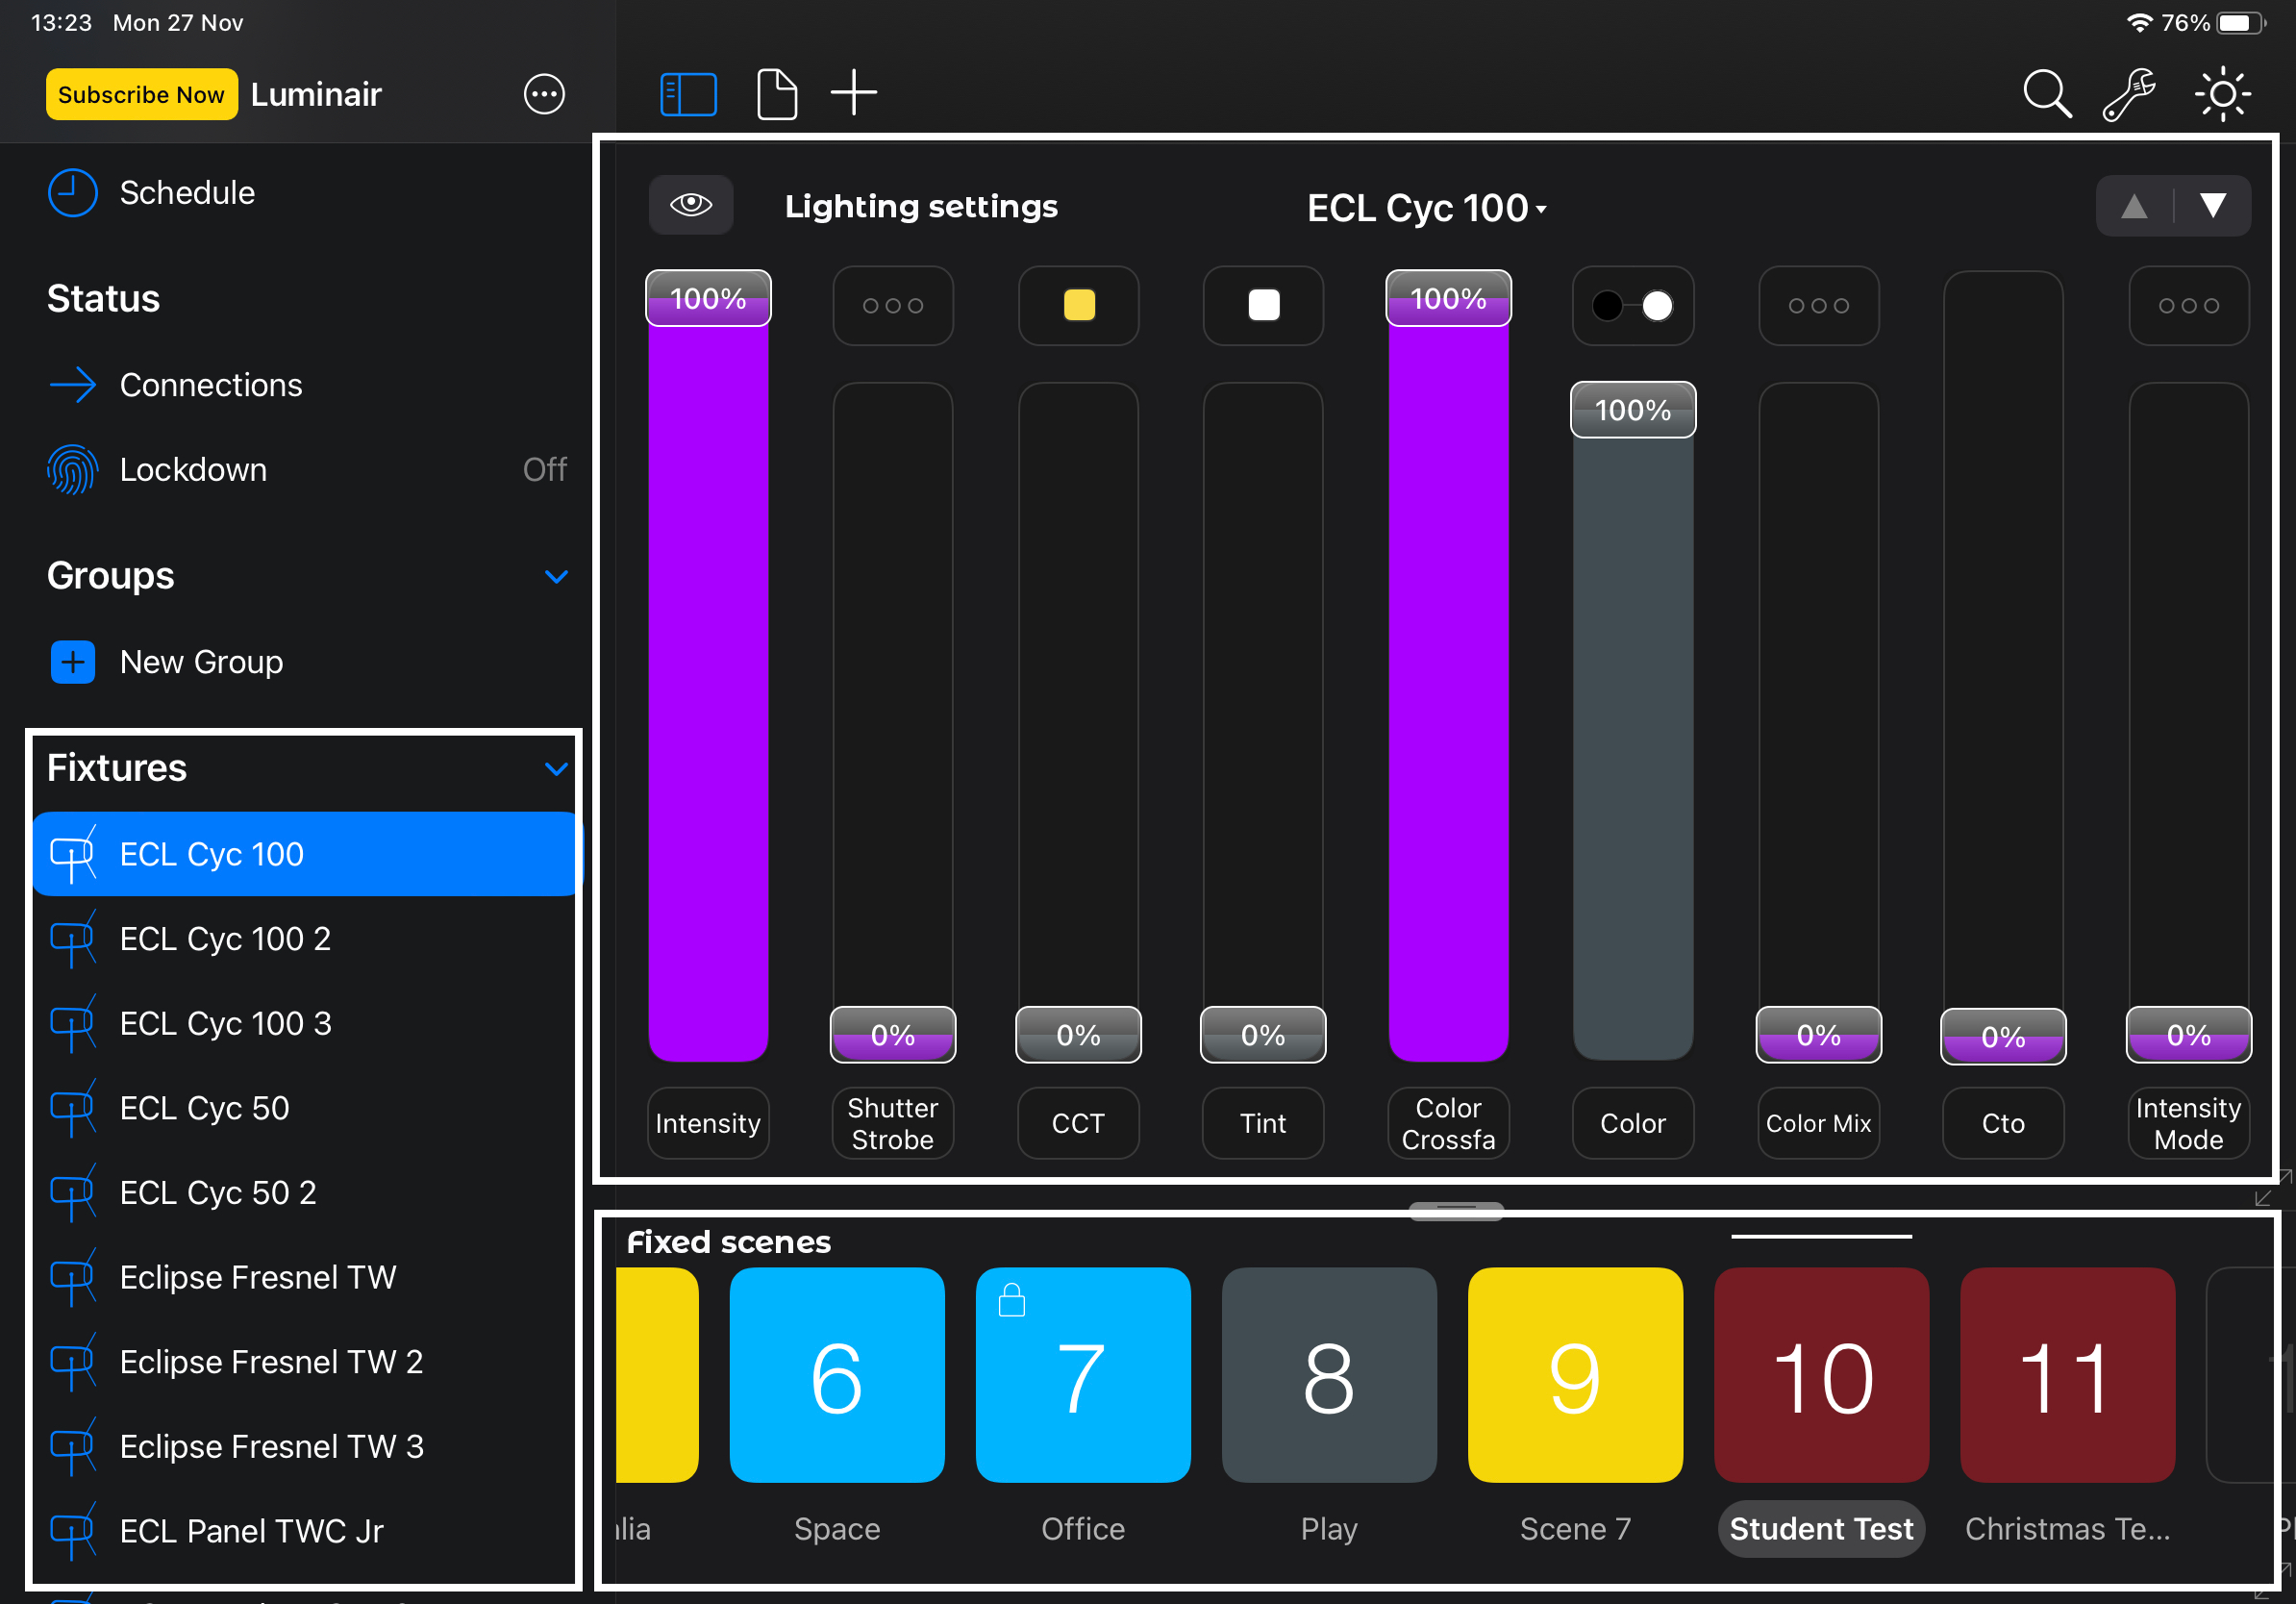 13:23 Mon 27 Nov
76%
Subscribe Now Luminair
Schedule
Status
Connections
Lockdown Off
Groups
New Group
Fixtures
ECL Cyc 100
ECL Cyc 100 2
ECL Cyc 100 3
ECL Cyc 50
ECL Cyc 50 2
Eclipse Fresnel TW
Eclipse Fresnel TW 2
Eclipse Fresnel TW 3
ECL Panel TWC Jr
Lighting settings
ECL Cyc 100
100% 100%
100%
0% 0% 0% 0% 0% 0%
Intensity
Shutter
Strobe
CCT
Tint
Color
Crossfa
Color
Color Mix
Cto
Intensity
Mode
Fixed scenes
6 7 8 9 10 11
lia Space Office Play Scene 7 Student Test Christmas Te...